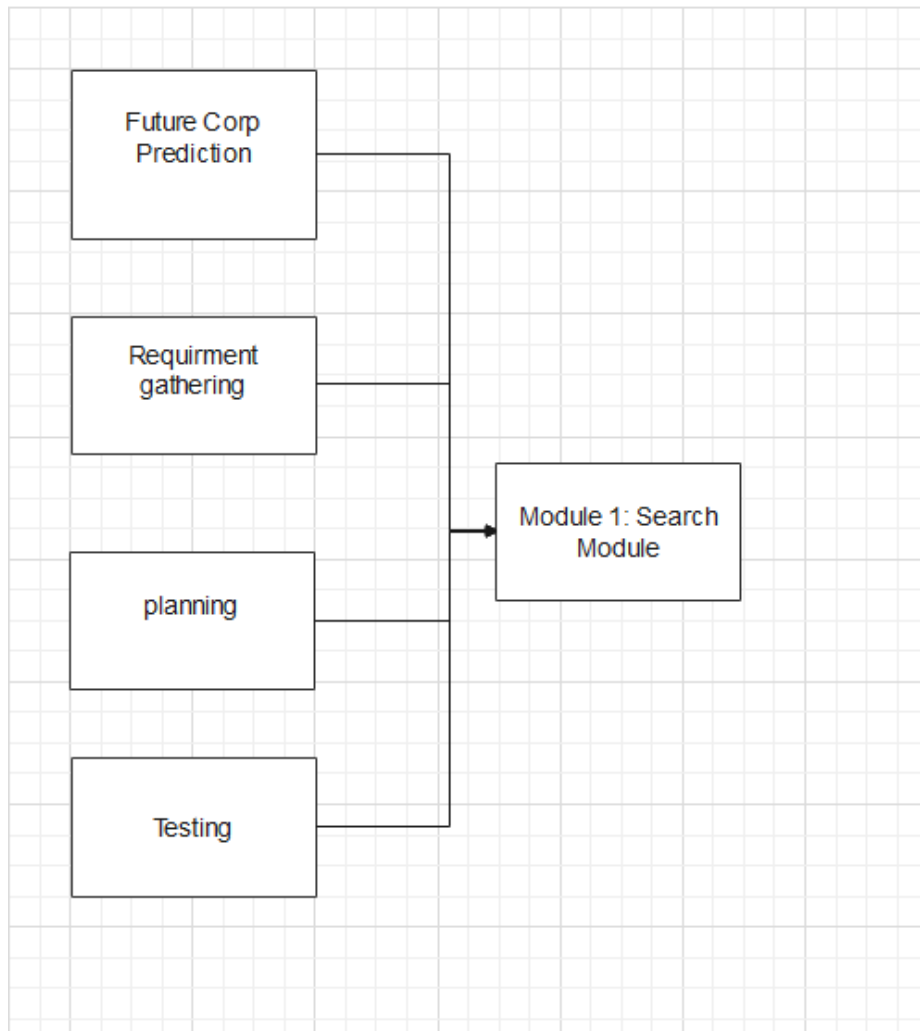 Future Corp
Prediction
Requirment
gathering
Module 1: Search
Module
planning
Testing